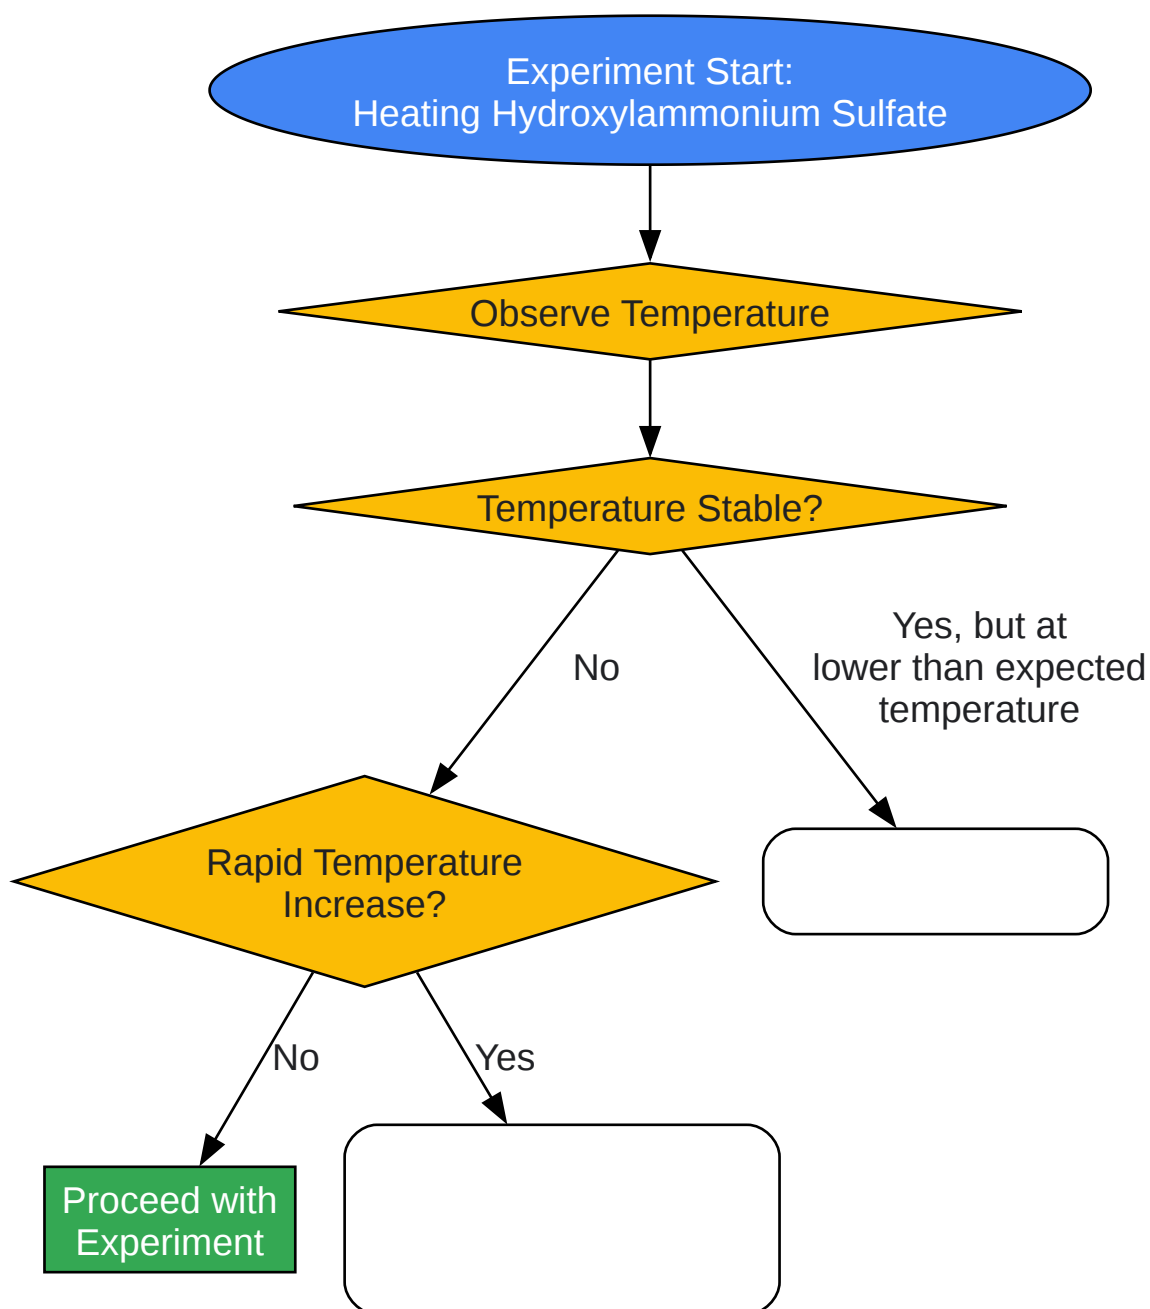 Experiment Start:
Heating Hydroxylammonium Sulfate
Observe Temperature
Temperature Stable?
No
Yes, but at
lower than expected
temperature
Rapid Temperature
Increase?
No
Yes
Proceed with
Experiment